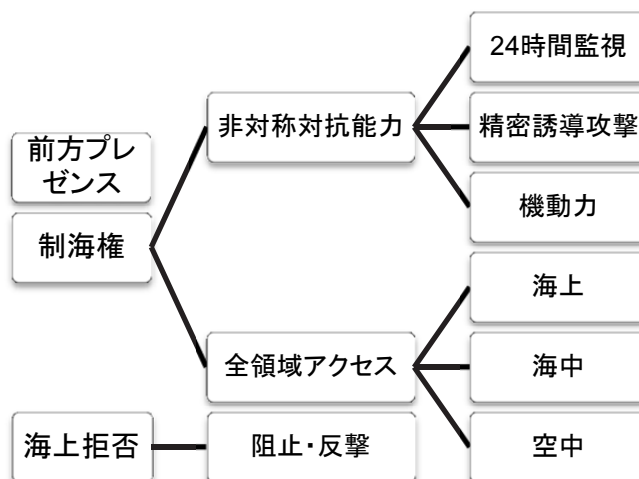 24時間監視
非対称対抗能力
精密誘導攻撃
前方プレ
ゼンス
機動力
制海権
海上
全領域アクセス
海中
海上拒否
阻止・反撃
空中